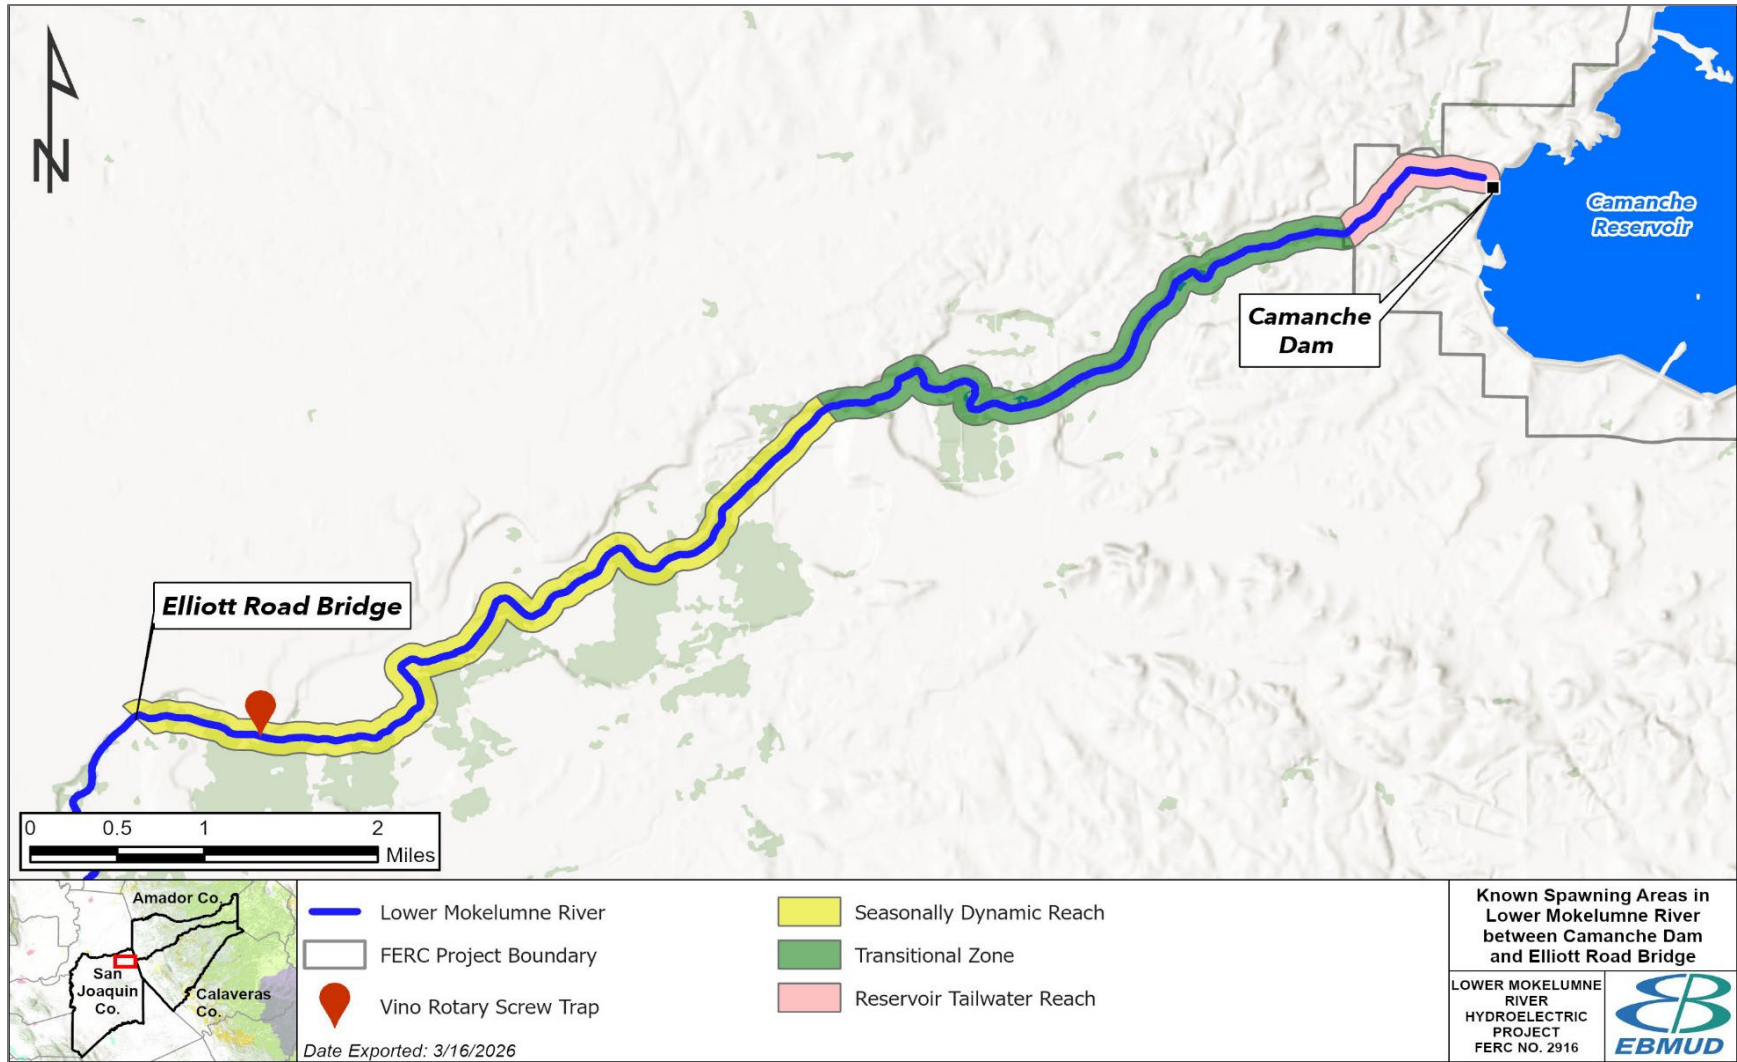 N
Camanche
Reservoir
Camanche
Dam
Elliott Road Bridge
0 0.5 1 2
Miles
Amador Co.
San
Joaquin
Co.
Calaveras
Co.
Lower Mokelumne River
FERC Project Boundary
Vino Rotary Screw Trap
Date Exported: 3/16/2026
Seasonally Dynamic Reach
Transitional Zone
Reservoir Tailwater Reach
Known Spawning Areas in
Lower Mokelumne River
between Camanche Dam
and Elliott Road Bridge
LOWER MOKELUMNE
RIVER
HYDROELECTRIC
PROJECT
FERC NO. 2916
EBMUD